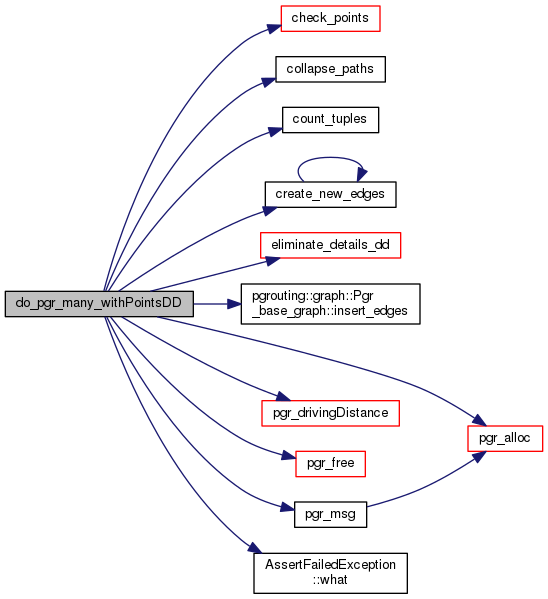 check_points
collapse_paths
count_tuples
create_new_edges
eliminate_details_dd
do_pgr_many_withPointsDD
pgrouting::graph::Pgr
_base_graph::insert_edges
pgr_drivingDistance
pgr_alloc
pgr_free
pgr_msg
AssertFailedException
::what